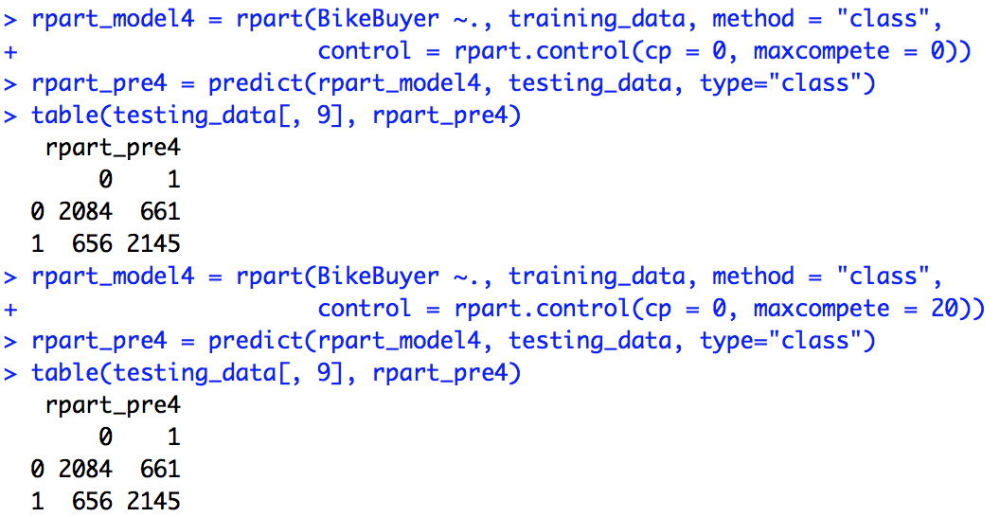 > rpart_model4 = rpart(BikeBuyer ~., training_data, method = "class",
+                     control = rpart.control(cp = 0, maxcompete = 0))
> rpart_pre4 = predict(rpart_model4, testing_data, type="class")
> table(testing_data[, 9], rpart_pre4)
   rpart_pre4
       0    1
  0 2084  661
  1  656 2145
> rpart_model4 = rpart(BikeBuyer ~., training_data, method = "class",
+                     control = rpart.control(cp = 0, maxcompete = 20))
> rpart_pre4 = predict(rpart_model4, testing_data, type="class")
> table(testing_data[, 9], rpart_pre4)
   rpart_pre4
       0    1
  0 2084  661
  1  656 2145